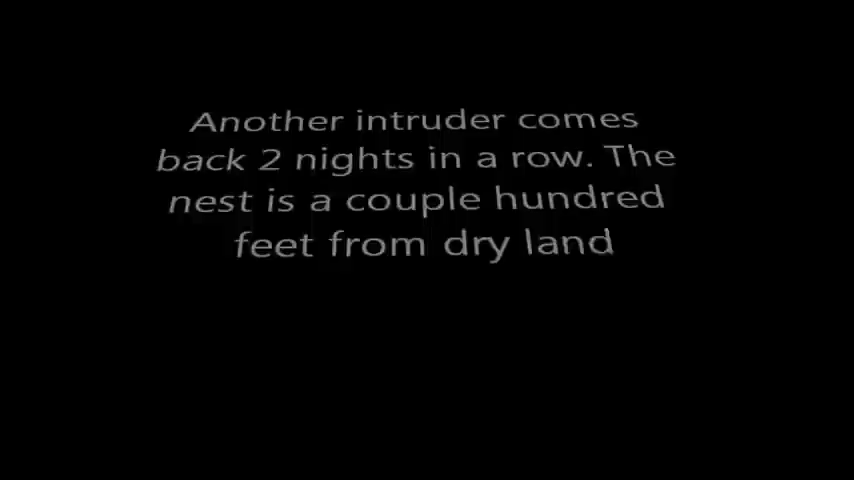 Another intruder comes
back 2 nights in a row. The
nest is a couple hundred
feet from dry land